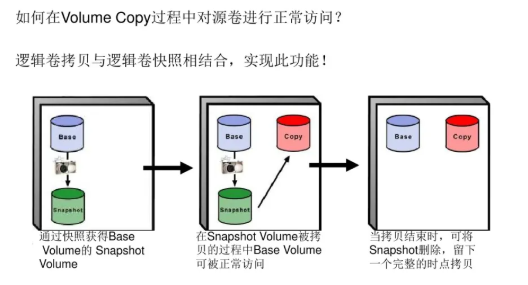 如何在Volume Copy过程中对源卷进行正常访问？
逻辑卷拷贝与逻辑卷快照相结合，实现此功能！
Base
Snapshot
Base
Copy
Snapshot
Base
Copy
通过快照获得Base
Volume的 Snapshot
Volume
在Snapshot Volume被拷
贝的过程中Base Volume
可被正常访问
当拷贝结束时，可将
Snapshot删除，留下
一个完整的时点拷贝